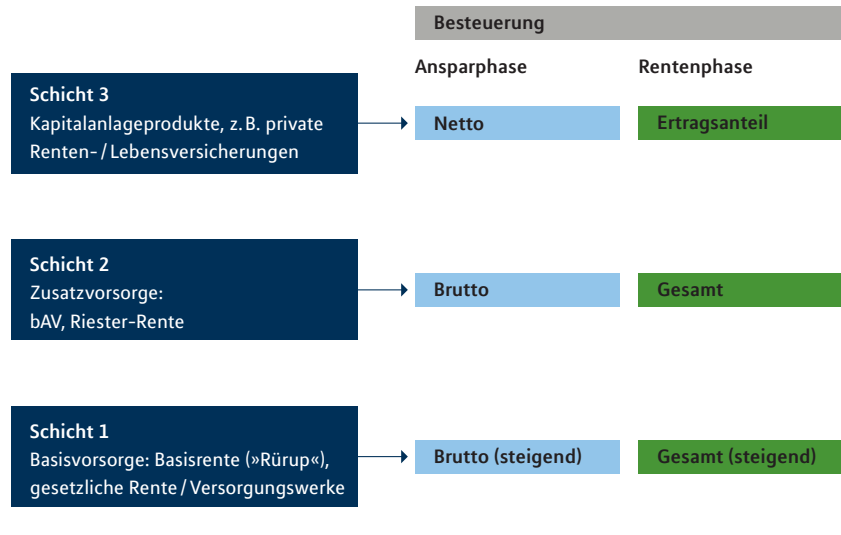 Besteuerung
Ansparphase Rentenphase
Schicht 3
Kapitalanlageprodukte, z. B. private
Renten- / Lebensversicherungen
Netto Ertragsanteil
Schicht 2
Zusatzvorsorge:
bAV, Riester-Rente
Brutto Gesamt
Schicht 1
Basisvorsorge: Basisrente (»Rürup«),
gesetzliche Rente / Versorgungswerke
Brutto (steigend) Gesamt (steigend)